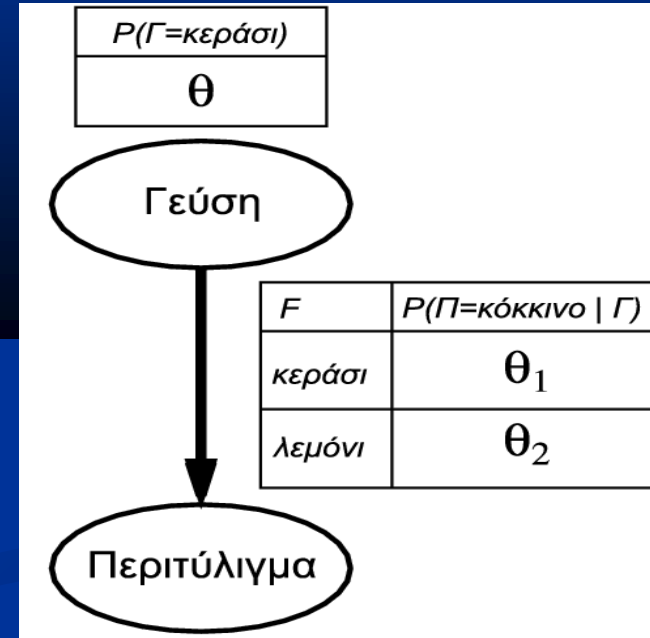 P(Γ=κεράσι)
θ
Γεύση
F P(Π=κόκκινο | Γ)
κεράσι θ₁
λεμόνι θ₂
Περιτύλιγμα